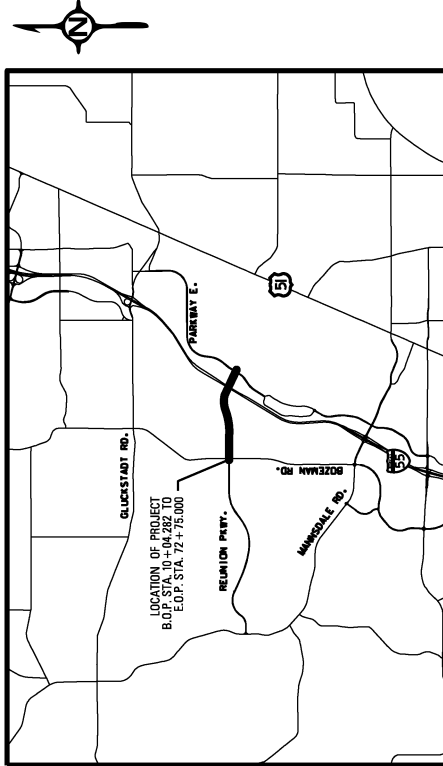 N
GLUCKSTADT RD.
LOCATION OF PROJECT
B.O.P. STA. 10+04.282 TO
E.O.P. STA. 72+75.000
PARKWAY E.
REUNION PKWY.
51
BOZEMAN RD.
MANNSDALE RD.
55